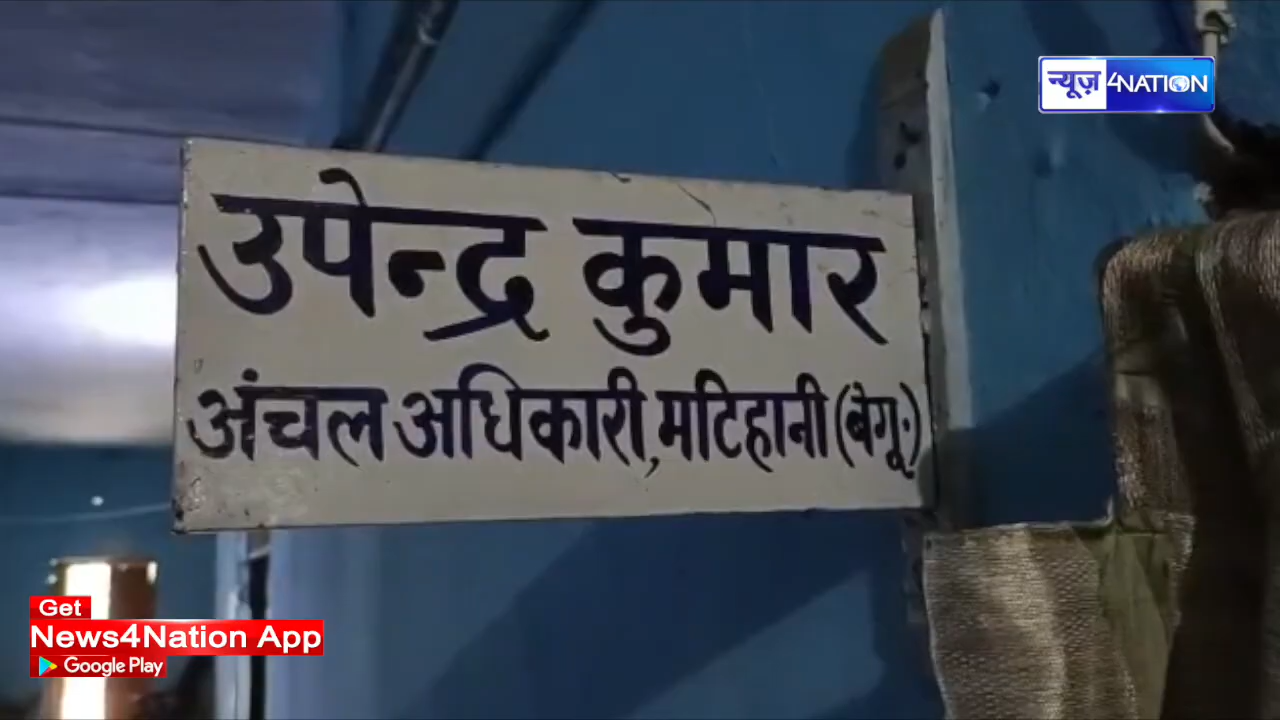 न्यूज़ 4NATION
उपेन्द्र कुमार
अंचल अधिकारी, मटिहानी (बेगू॰)
Get
News4Nation App
Google Play